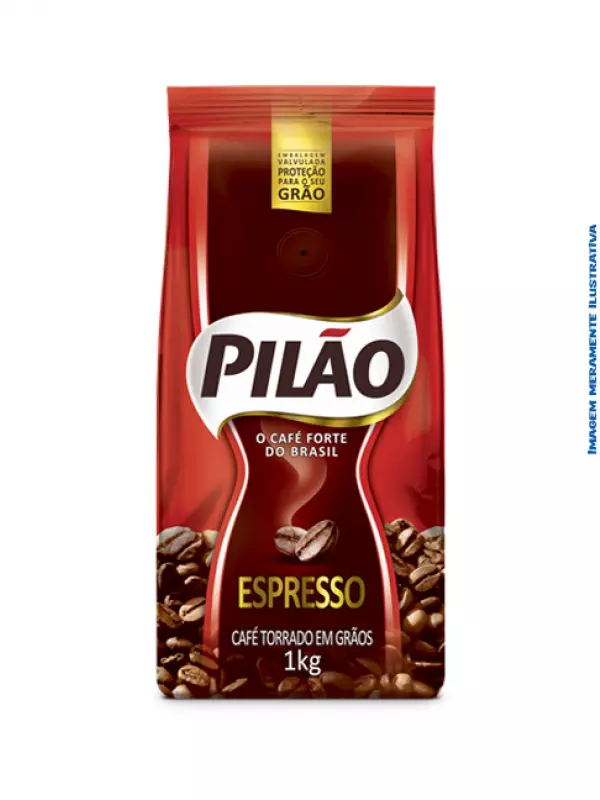 EMBALAGEM
VALVULADA
PROTEÇÃO
PARA O SEU
GRÃO
PILÃO
O CAFÉ FORTE
DO BRASIL
ESPRESSO
CAFÉ TORRADO EM GRÃOS
1kg
IMAGEM MERAMENTE ILUSTRATIVA